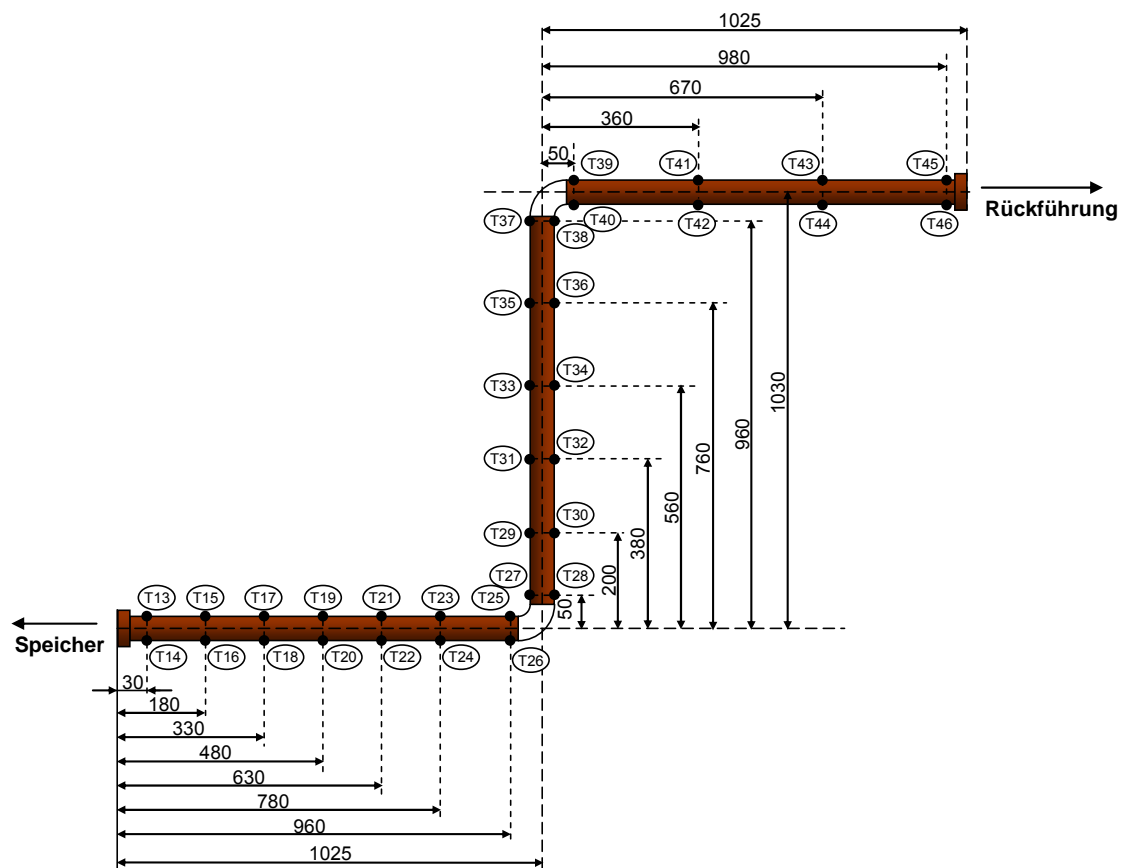 1025
980
670
360
50
T39 T41 T43 T45
Rückführung
T37 T38 T40 T42 T44 T46
T35 T36
T33 T34
T31 T32
T29 T30
T27 T28
50
200
380
560
760
960
1030
T13 T15 T17 T19 T21 T23 T25
Speicher
T14 T16 T18 T20 T22 T24 T26
30
180
330
480
630
780
960
1025